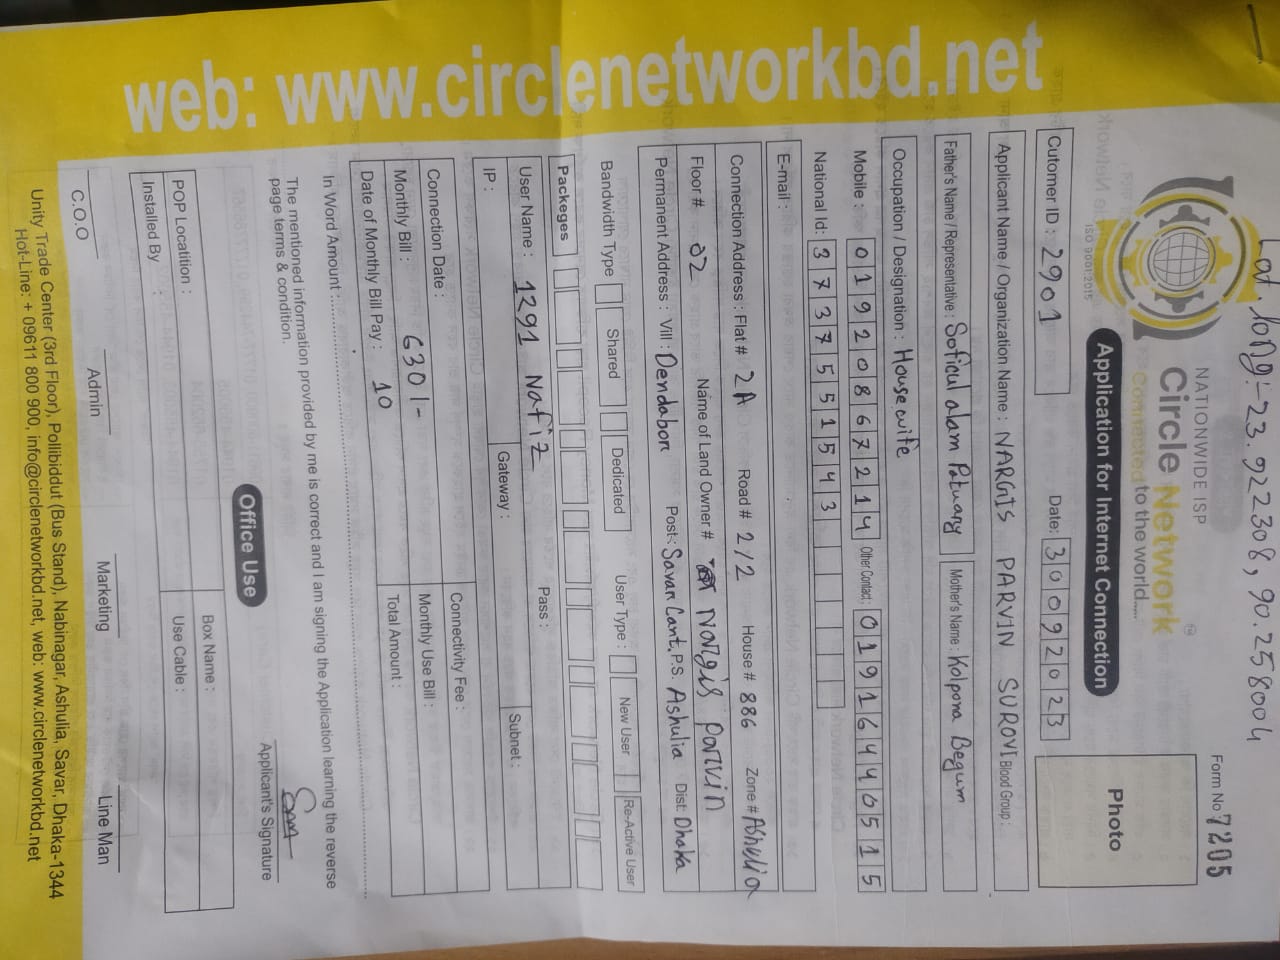 Lat. long:- 23.922308, 90.258004
NATIONWIDE ISP
Circle Network TM
Connected to the world.....
ISO 9001:2015
Form No 7205
Application for Internet Connection
Photo
Cutomer ID : 2901 Date: 30092023
Applicant Name / Organization Name : NARGIS PARVIN SUROVI Blood Group :
Father's Name / Representative : Soficul alam Patuary Mother's Name : Kolpona Begum
Occupation / Designation : House wife
Mobile : 01920867214 Other Contact : 01916440515
National Id: 3737551543
E-mail :
Connection Address : Flat # 2A Road # 2/2 House # 886 Zone # Ashulia
Floor # 02 Name of Land Owner # Nargis Parvin
Permanent Address : Vill : Dendabor Post: Savar Cant, P.S. Ashulia Dist: Dhaka
Bandwidth Type Shared Dedicated User Type : New User Re-Active User
Packeges
User Name : 1291 Nafiz Pass :
IP : Gateway : Subnet :
Connection Date : Connectivity Fee :
Monthly Bill : 630/- Monthly Use Bill :
Date of Monthly Bill Pay : 10 Total Amount :
In Word Amount :
The mentioned information provided by me is correct and I am signing the Application learning the reverse
page terms & condition.
Applicant's Signature
Office Use
POP Locatition : Box Name :
Installed By : Use Cable :
C.O.O Admin Marketing Line Man
Unity Trade Center (3rd Floor), Pollibiddut (Bus Stand), Nabinagar, Ashulia, Savar, Dhaka-1344
Hot-Line: + 09611 800 900, info@circlenetworkbd.net, web: www.circlenetworkbd.net
web: www.circlenetworkbd.net